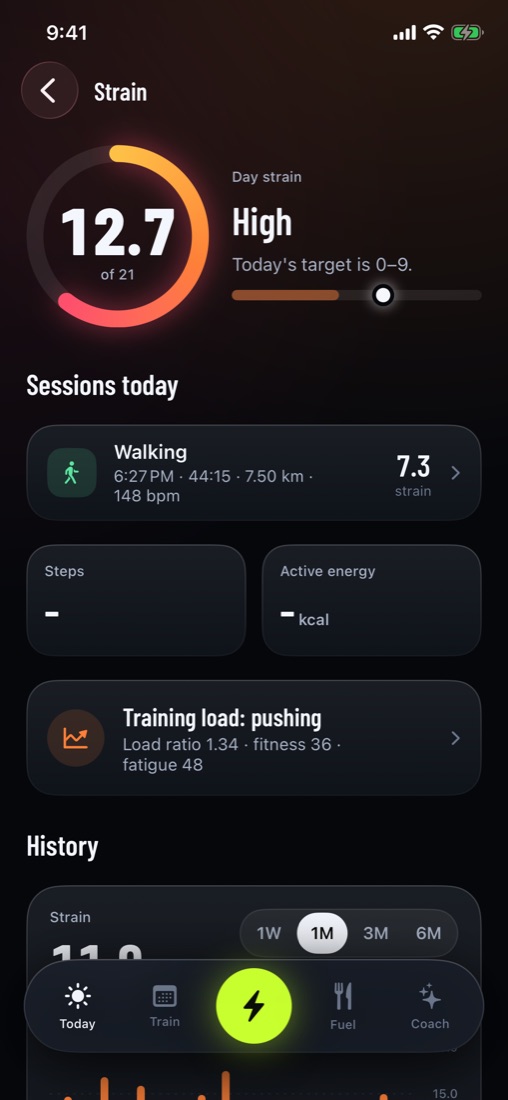 9:41
Strain
12.7
of 21
Day strain
High
Today's target is 0–9.
Sessions today
Walking
6:27 PM · 44:15 · 7.50 km ·
148 bpm
7.3
strain
Steps
–
Active energy
– kcal
Training load: pushing
Load ratio 1.34 · fitness 36 ·
fatigue 48
History
Strain
1W 1M 3M 6M
Today
Train
Fuel
Coach
15.0